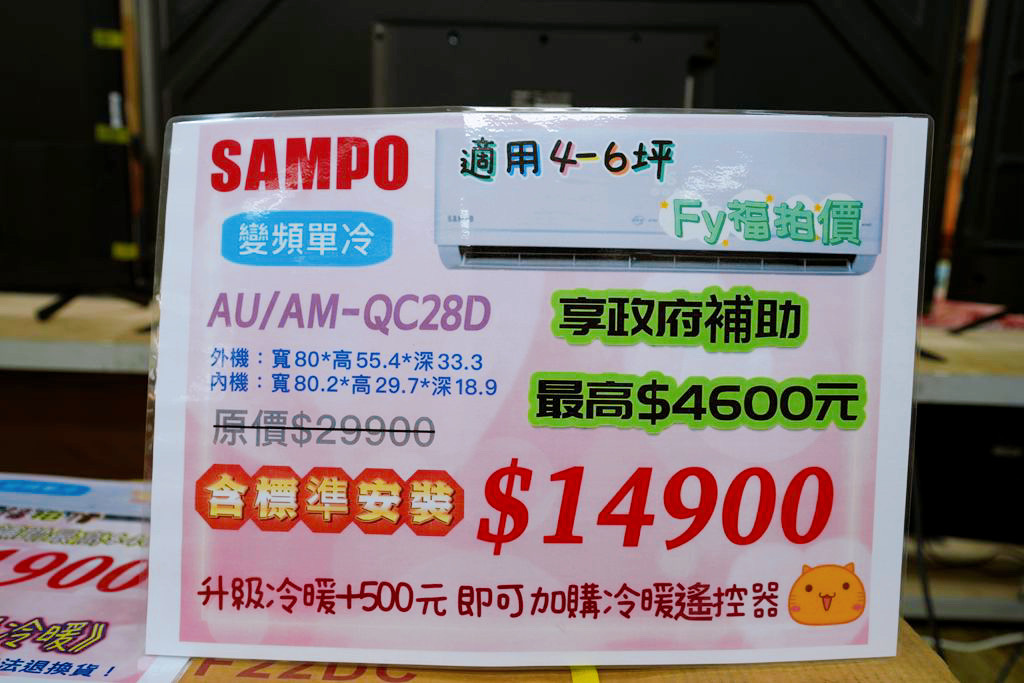 SAMPO
適用4-6坪
變頻單冷
Fy福拍價
AU/AM-QC28D
享政府補助
外機：寬80*高55.4*深33.3
內機：寬80.2*高29.7*深18.9
最高$4600元
原價$29900
含標準安裝
$14900
升級冷暖+500元 即可加購冷暖遙控器
900
冷暖》
法退換貨！